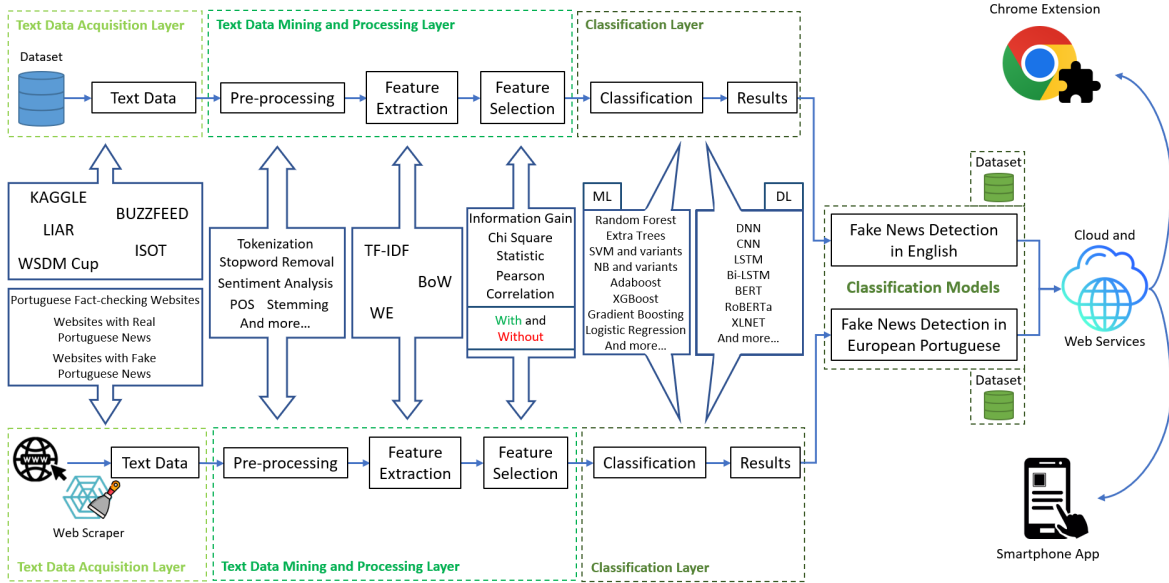 Text Data Acquisition Layer
Text Data Mining and Processing Layer
Classification Layer
Chrome Extension
Dataset
Text Data
Pre-processing
Feature
Extraction
Feature
Selection
Classification
Results
KAGGLE
BUZZFEED
LIAR
ISOT
WSDM Cup
Portuguese Fact-checking Websites
Websites with Real
Portuguese News
Websites with Fake
Portuguese News
Tokenization
Stopword Removal
Sentiment Analysis
POS Stemming
And more...
TF-IDF
BoW
WE
Information Gain
Chi Square
Statistic
Pearson
Correlation
With and
Without
ML
Random Forest
Extra Trees
SVM and variants
NB and variants
Adaboost
XGBoost
Gradient Boosting
Logistic Regression
And more...
DL
DNN
CNN
LSTM
Bi-LSTM
BERT
RoBERTa
XLNET
And more...
Dataset
Fake News Detection
in English
Classification Models
Fake News Detection in
European Portuguese
Dataset
Cloud and
Web Services
WWW
Web Scraper
Text Data
Pre-processing
Feature
Extraction
Feature
Selection
Classification
Results
Text Data Acquisition Layer
Text Data Mining and Processing Layer
Classification Layer
Smartphone App